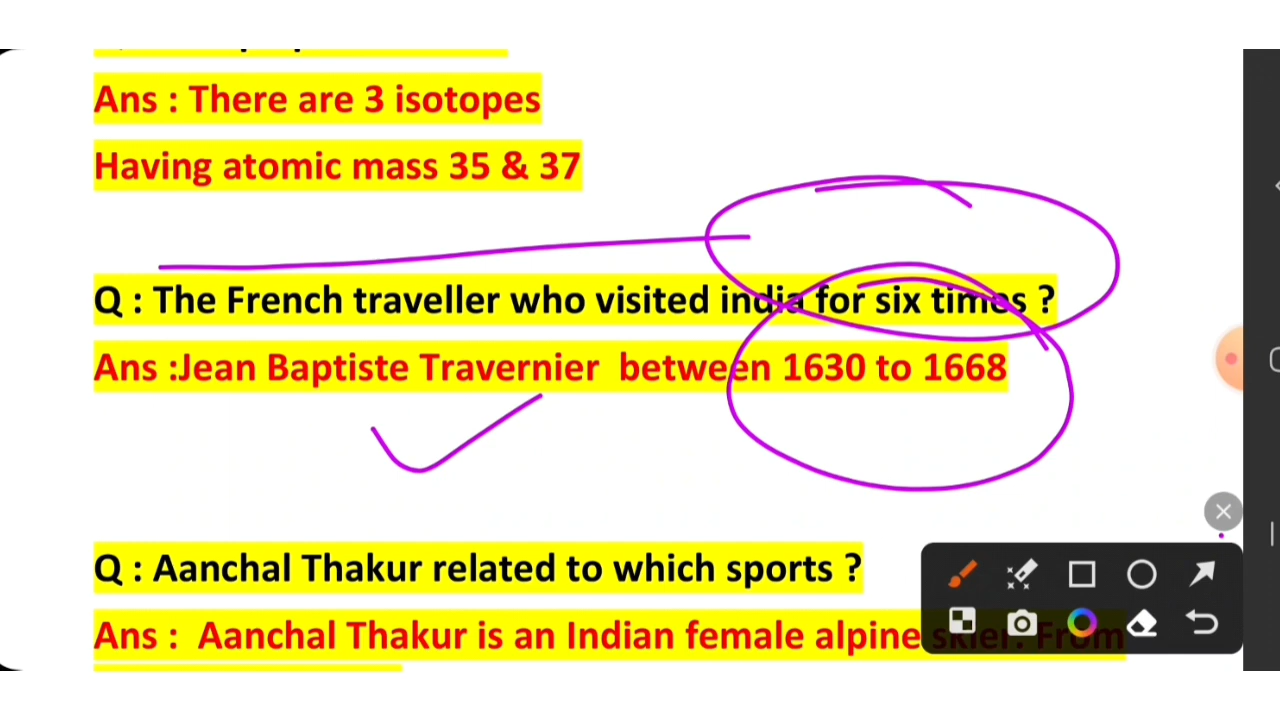 Ans : There are 3 isotopes
Having atomic mass 35 & 37
Q : The French traveller who visited india for six times ?
Ans :Jean Baptiste Travernier between 1630 to 1668
Q : Aanchal Thakur related to which sports ?
Ans : Aanchal Thakur is an Indian female alpine skier. From